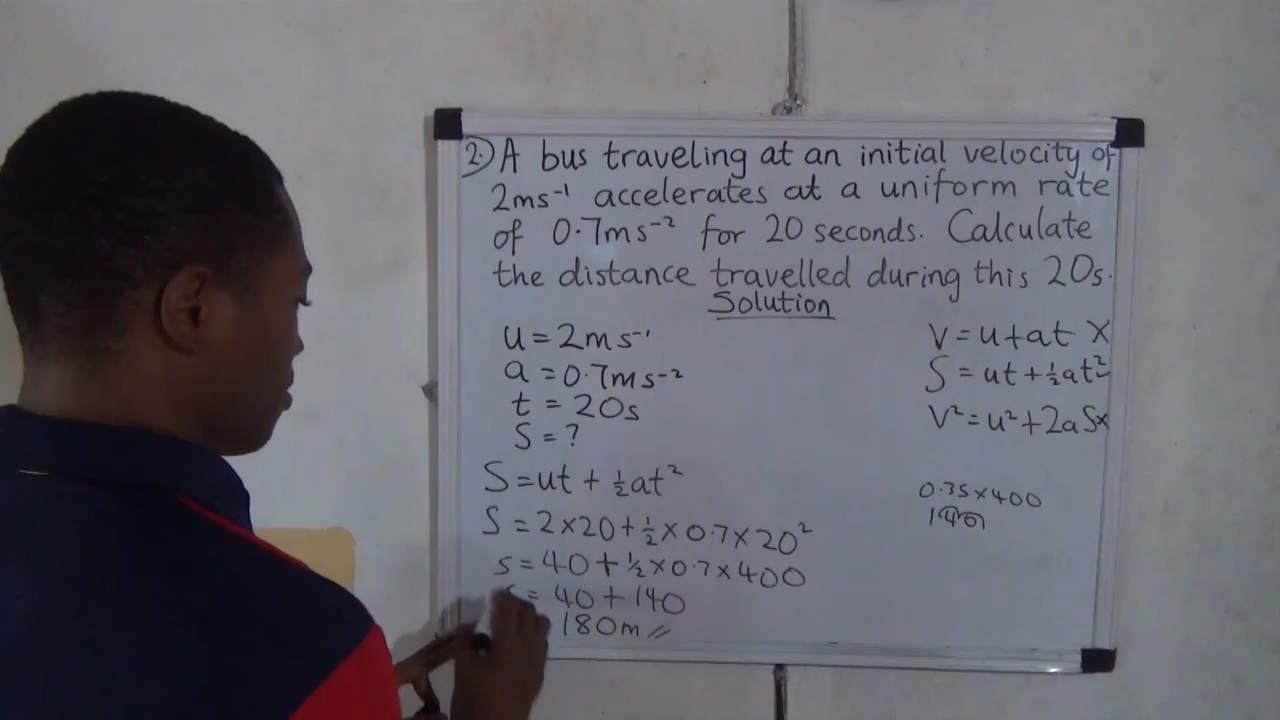 2. A bus traveling at an initial velocity of
2ms⁻¹ accelerates at a uniform rate
of 0.7ms⁻² for 20 seconds. Calculate
the distance travelled during this 20s.
Solution
u = 2ms⁻¹
a = 0.7ms⁻²
t = 20s
S = ?
S = ut + ½at²
S = 2×20 + ½ × 0.7 × 20²
s = 40 + ½ × 0.7 × 400
= 40 + 140
180m //
V = u + at X
S = ut + ½at²
V² = u² + 2aS x
0.35 × 400
140